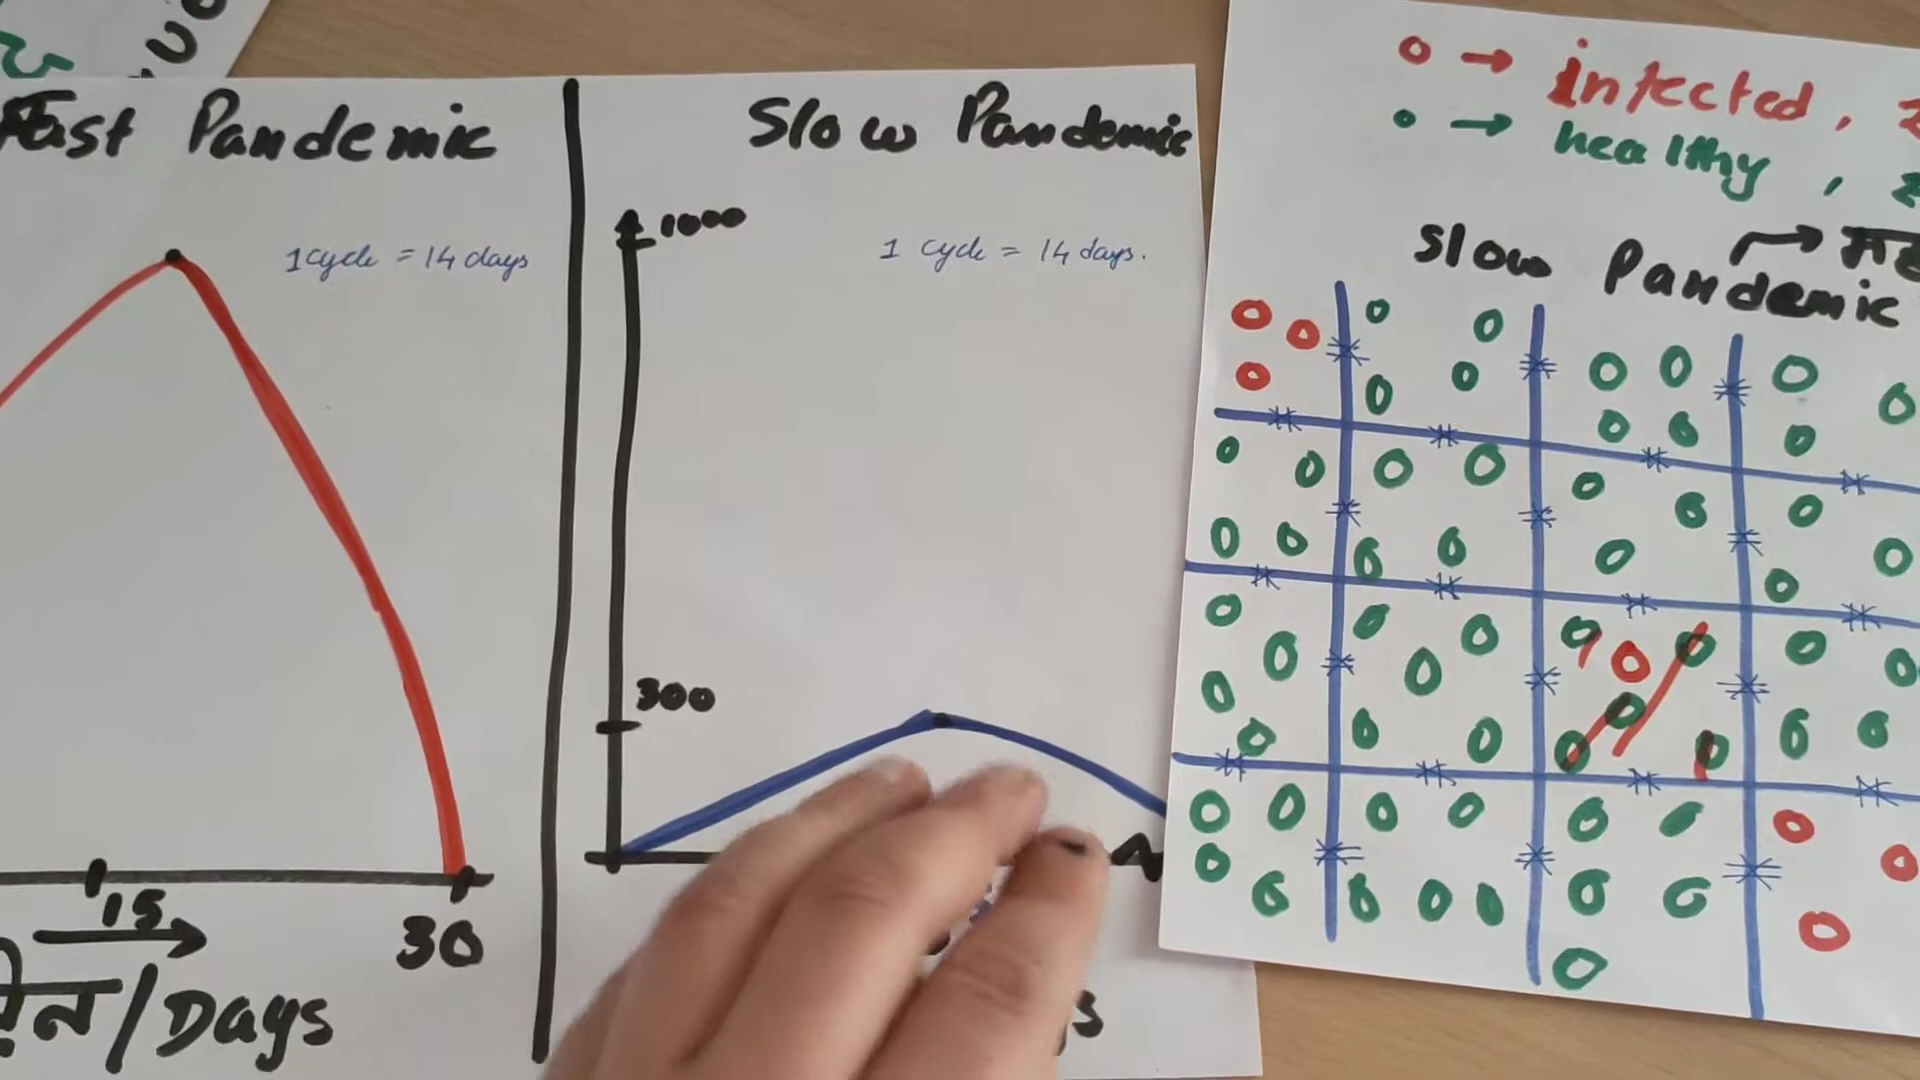 Fast Pandemic
1 cycle = 14 days
15
30
/Days
Slow Pandemic
1000
1 cycle = 14 days.
300
→ infected,
→ healthy,
Slow Pandemic